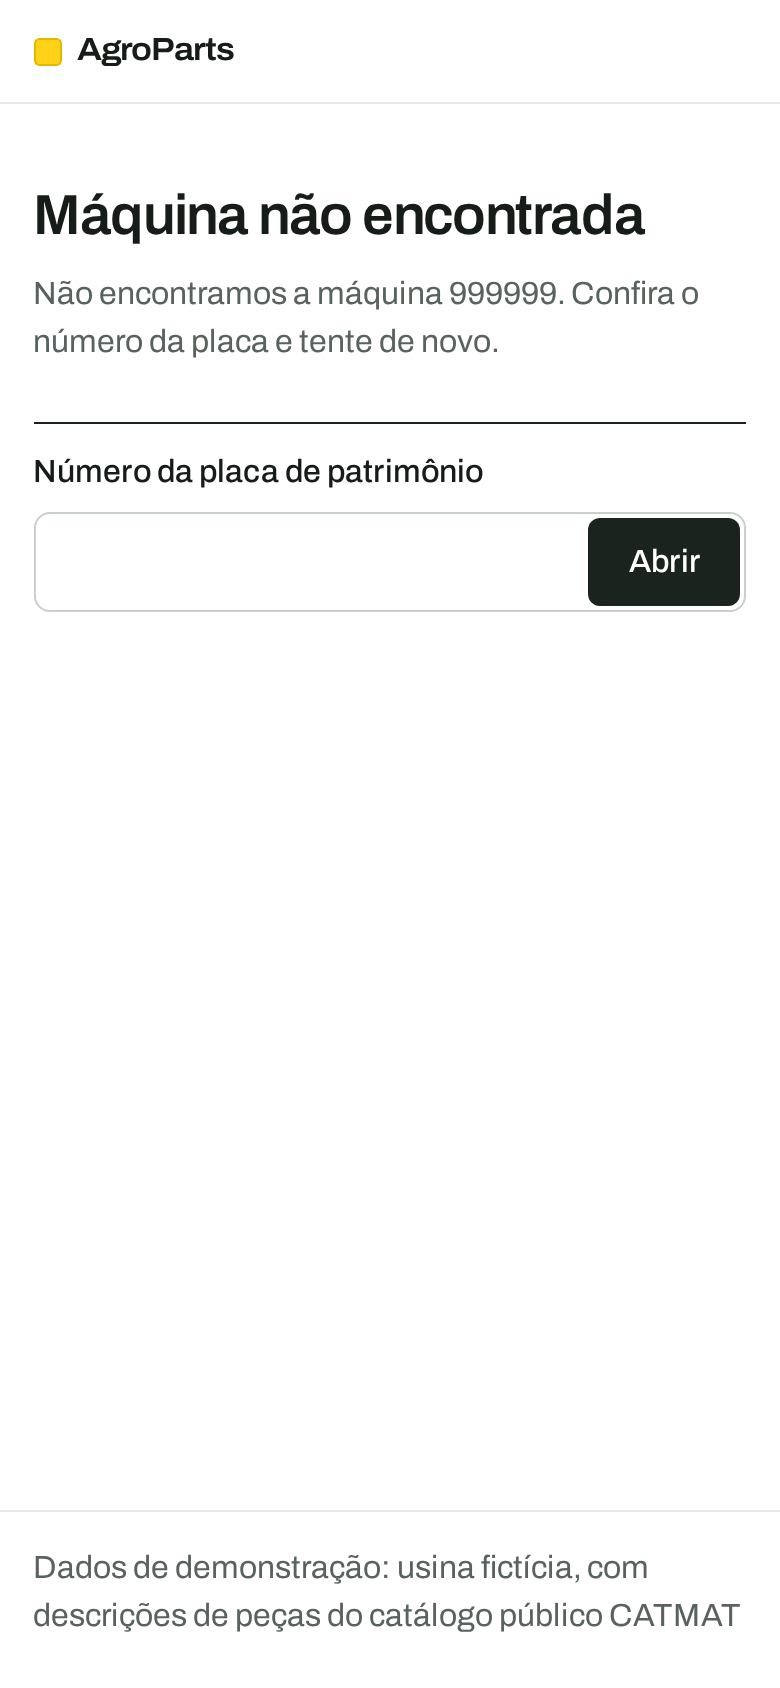 AgroParts
Máquina não encontrada
Não encontramos a máquina 999999. Confira o
número da placa e tente de novo.
Número da placa de patrimônio
Abrir
Dados de demonstração: usina fictícia, com
descrições de peças do catálogo público CATMAT